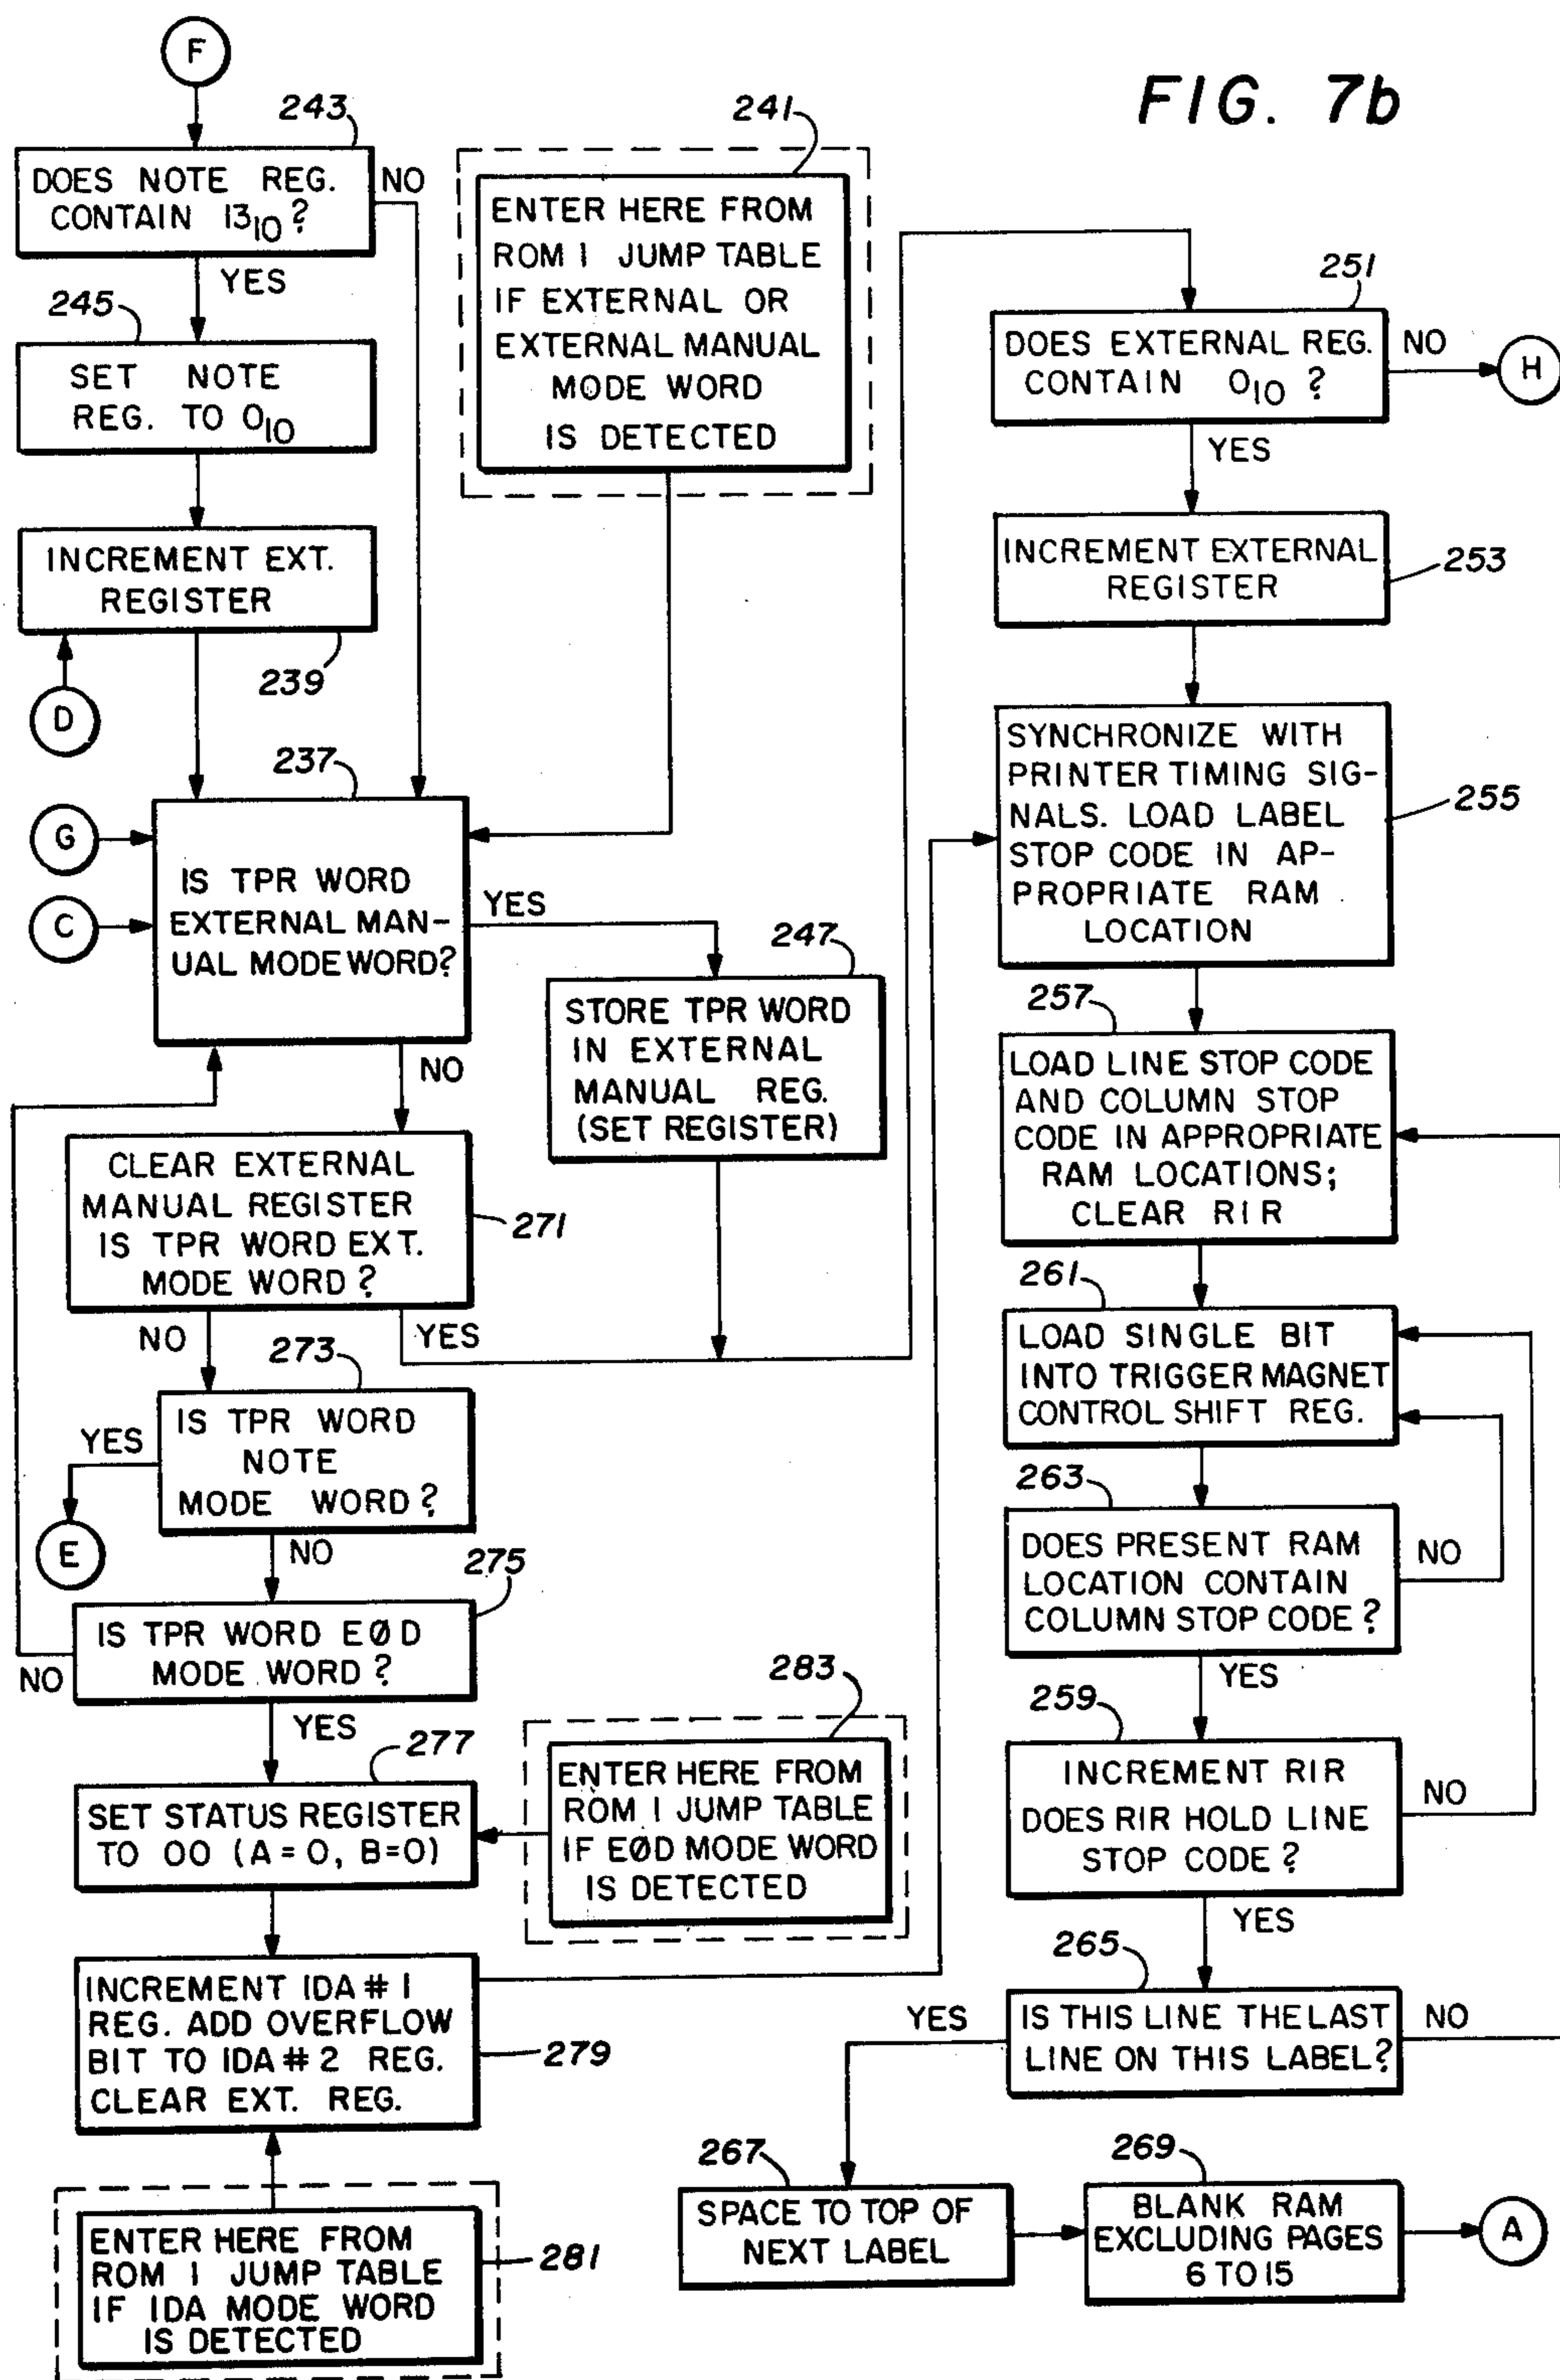 FIG. 7b
F
243
DOES NOTE REG.
CONTAIN 13₁₀?
NO
YES
245
SET NOTE
REG. TO 0₁₀
INCREMENT EXT.
REGISTER
239
D
241
ENTER HERE FROM
ROM 1 JUMP TABLE
IF EXTERNAL OR
EXTERNAL MANUAL
MODE WORD
IS DETECTED
237
G
C
IS TPR WORD
EXTERNAL MAN-
UAL MODE WORD?
YES
NO
247
STORE TPR WORD
IN EXTERNAL
MANUAL REG.
(SET REGISTER)
CLEAR EXTERNAL
MANUAL REGISTER
IS TPR WORD EXT.
MODE WORD?
271
NO
YES
273
IS TPR WORD
NOTE
MODE WORD?
YES
E
NO
275
IS TPR WORD EØD
MODE WORD?
NO
YES
277
SET STATUS REGISTER
TO 00 (A=0, B=0)
283
ENTER HERE FROM
ROM 1 JUMP TABLE
IF EØD MODE WORD
IS DETECTED
INCREMENT IDA #1
REG. ADD OVERFLOW
BIT TO IDA #2 REG.
CLEAR EXT. REG.
279
ENTER HERE FROM
ROM 1 JUMP TABLE
IF IDA MODE WORD
IS DETECTED
281
251
DOES EXTERNAL REG.
CONTAIN 0₁₀?
NO
H
YES
INCREMENT EXTERNAL
REGISTER
253
SYNCHRONIZE WITH
PRINTER TIMING SIG-
NALS. LOAD LABEL
STOP CODE IN AP-
PROPRIATE RAM
LOCATION
255
257
LOAD LINE STOP CODE
AND COLUMN STOP
CODE IN APPROPRIATE
RAM LOCATIONS;
CLEAR RIR
261
LOAD SINGLE BIT
INTO TRIGGER MAGNET
CONTROL SHIFT REG.
263
DOES PRESENT RAM
LOCATION CONTAIN
COLUMN STOP CODE?
NO
YES
259
INCREMENT RIR
DOES RIR HOLD LINE
STOP CODE?
NO
YES
265
IS THIS LINE THE LAST
LINE ON THIS LABEL?
YES
NO
267
SPACE TO TOP OF
NEXT LABEL
269
BLANK RAM
EXCLUDING PAGES
6 TO 15
A